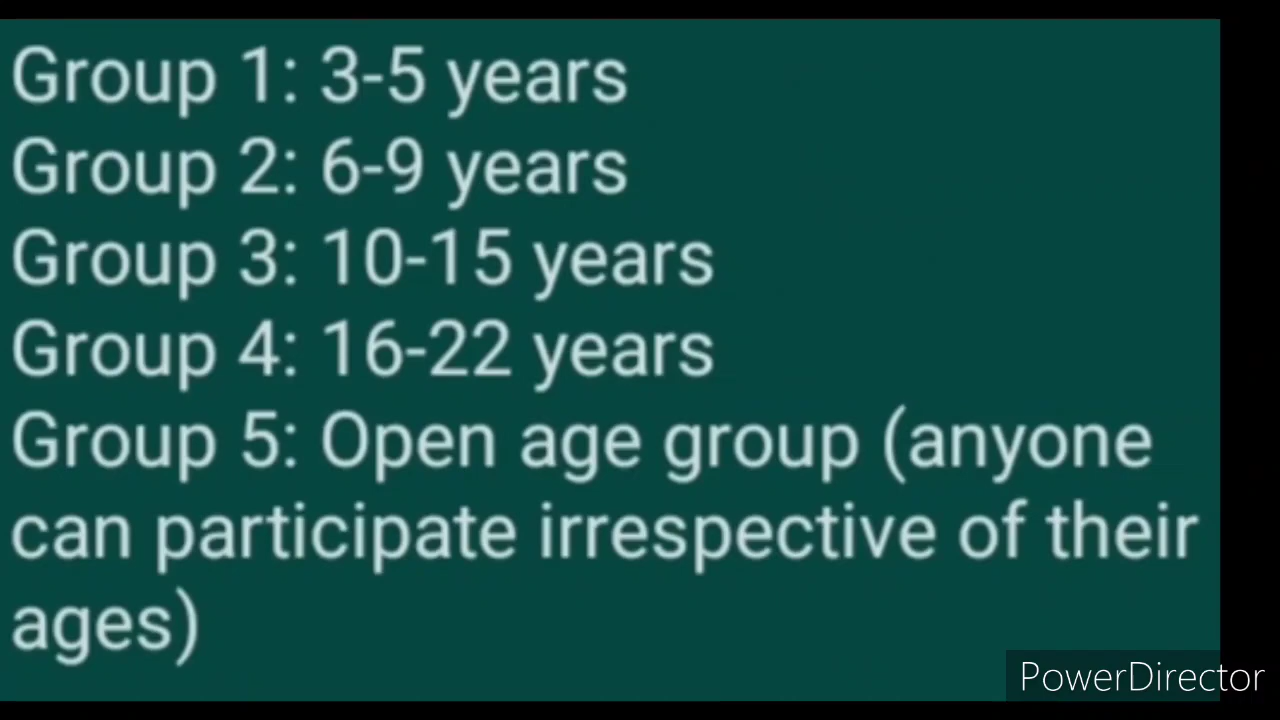 Group 1: 3-5 years
Group 2: 6-9 years
Group 3: 10-15 years
Group 4: 16-22 years
Group 5: Open age group (anyone
can participate irrespective of their
ages)
PowerDirector